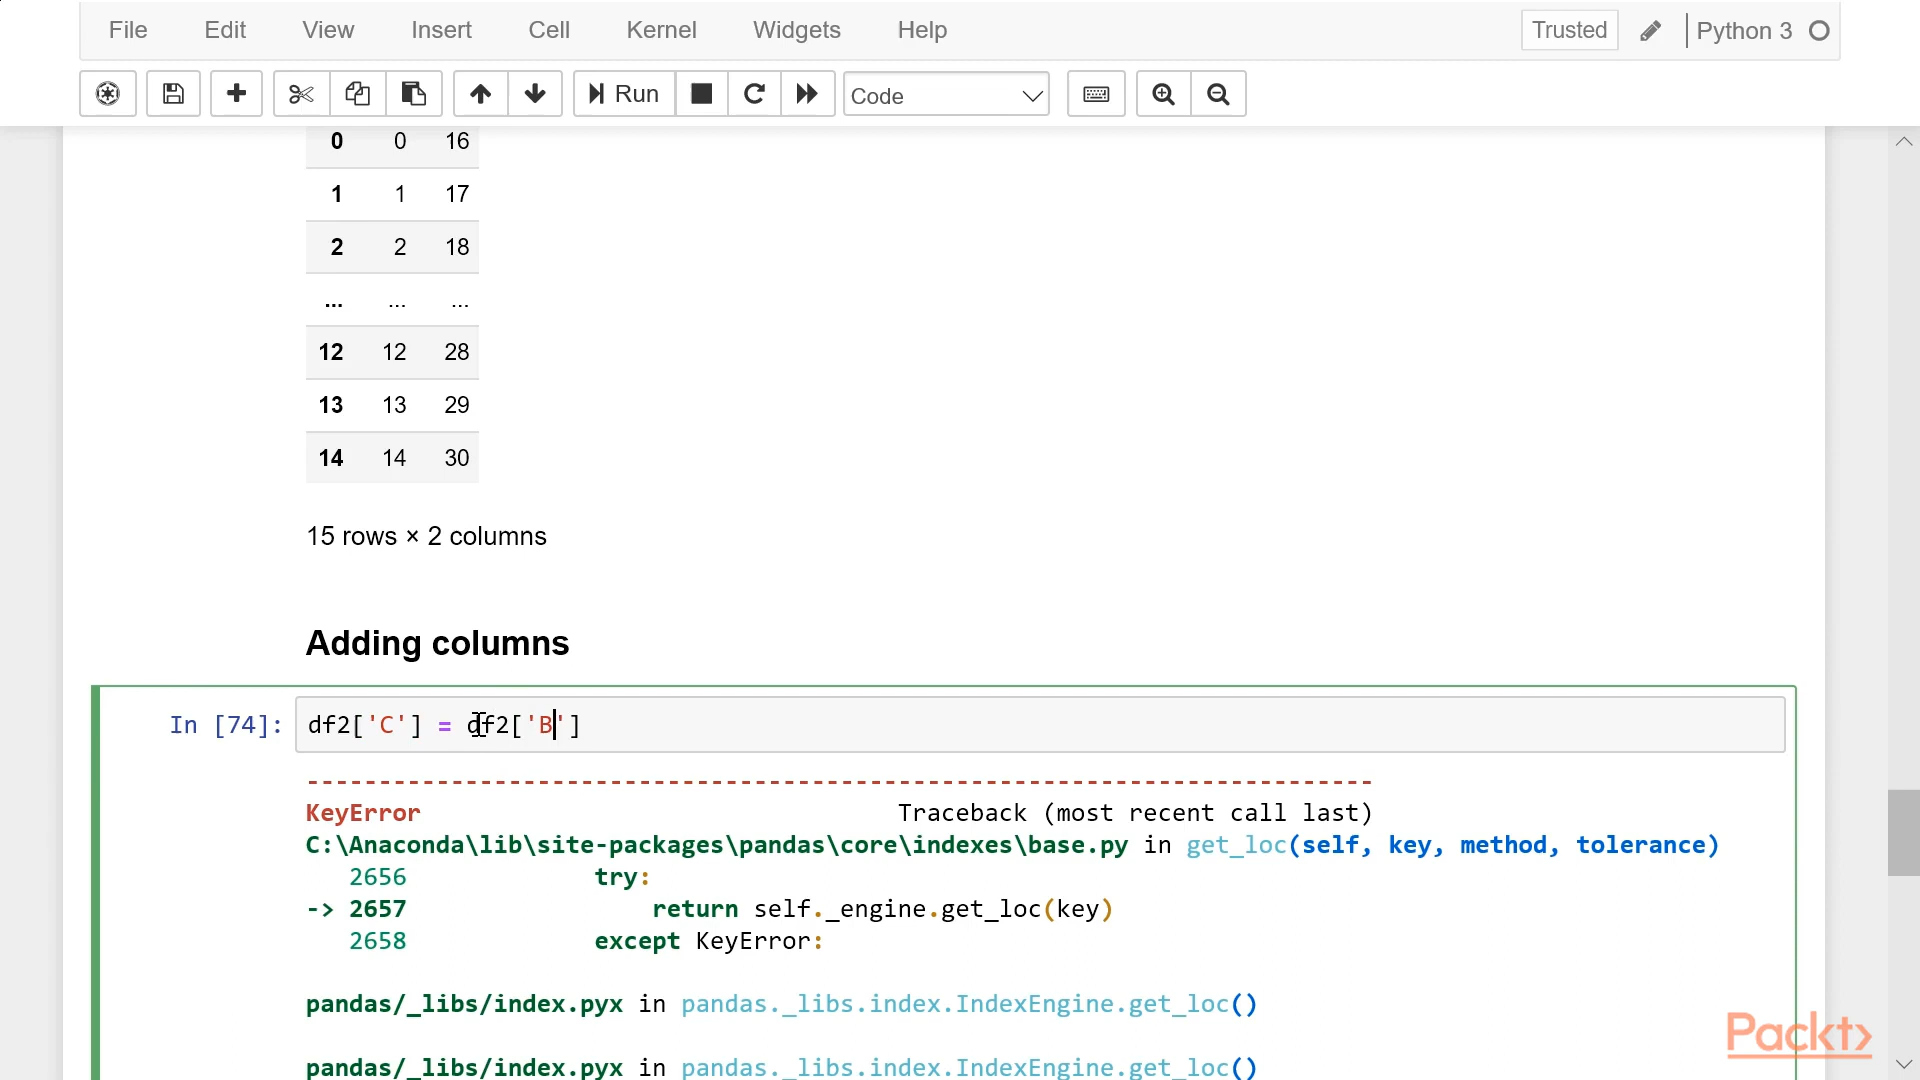 File Edit View Insert Cell Kernel Widgets Help Trusted Python 3
Run Code
0 0 16
1 1 17
2 2 18
... ... ...
12 12 28
13 13 29
14 14 30
15 rows × 2 columns
Adding columns
In [74]: df2['C'] = df2['B']
---------------------------------------------------------------------------
KeyError Traceback (most recent call last)
C:\Anaconda\lib\site-packages\pandas\core\indexes\base.py in get_loc(self, key, method, tolerance)
2656 try:
-> 2657 return self._engine.get_loc(key)
2658 except KeyError:
pandas/_libs/index.pyx in pandas._libs.index.IndexEngine.get_loc()
pandas/_libs/index.pyx in pandas._libs.index.IndexEngine.get_loc()
Packt>